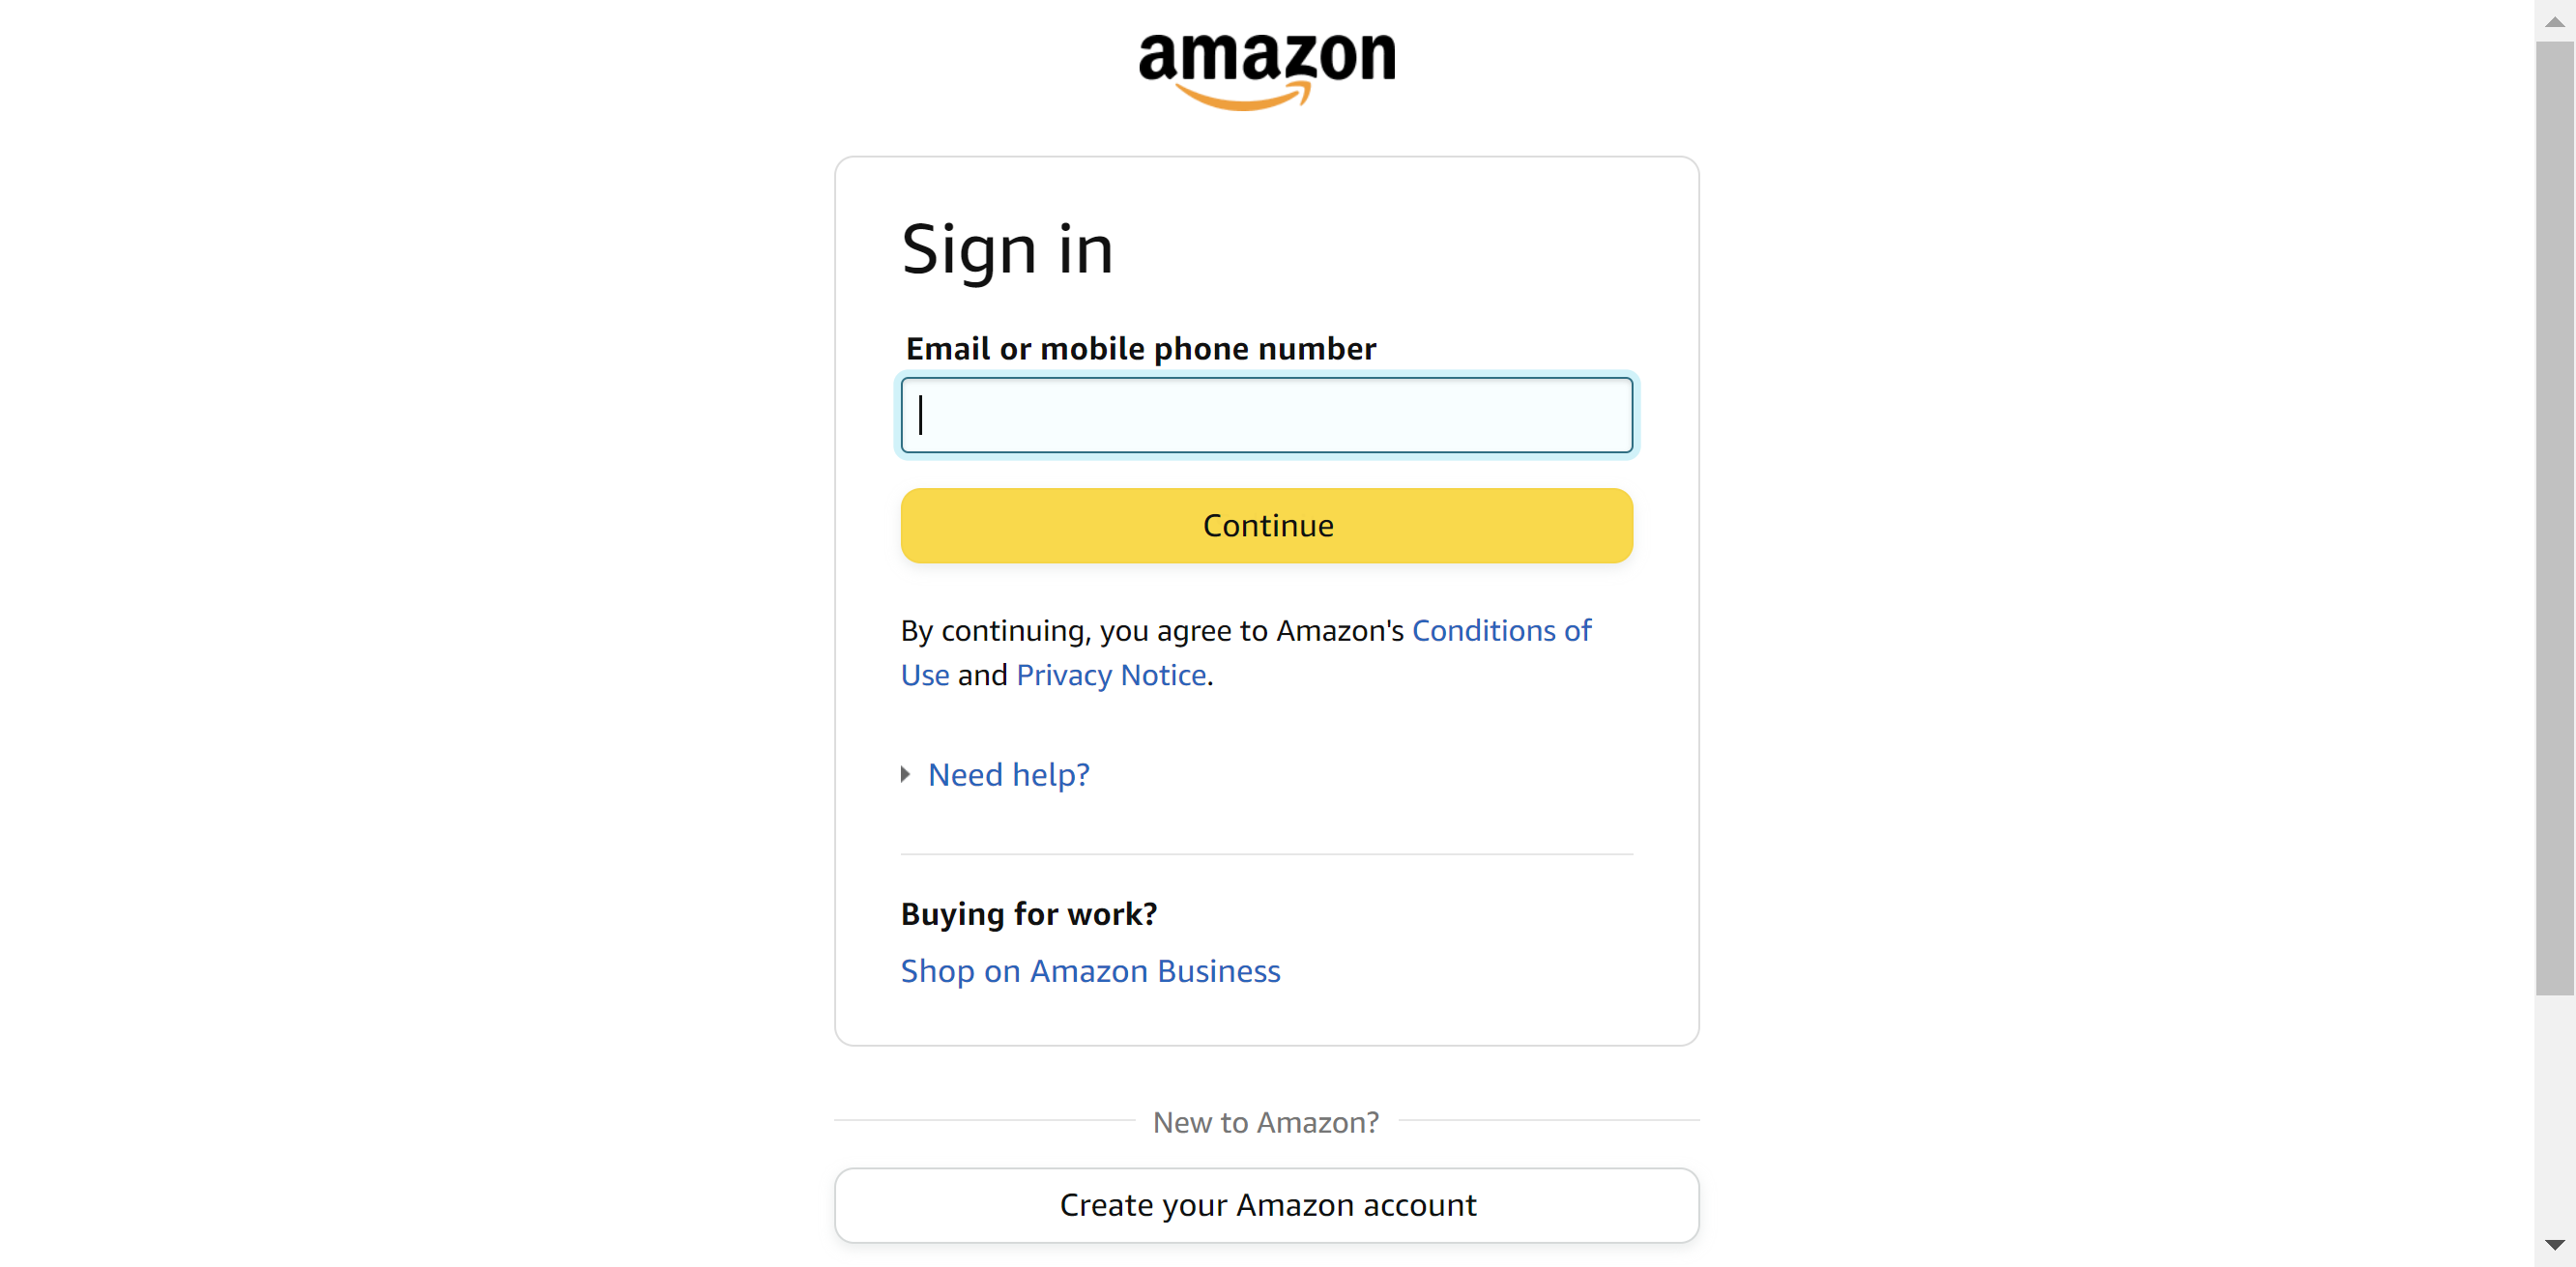 amazon
Sign in
Email or mobile phone number
Continue
By continuing, you agree to Amazon's Conditions of
Use and Privacy Notice.
Need help?
Buying for work?
Shop on Amazon Business
New to Amazon?
Create your Amazon account